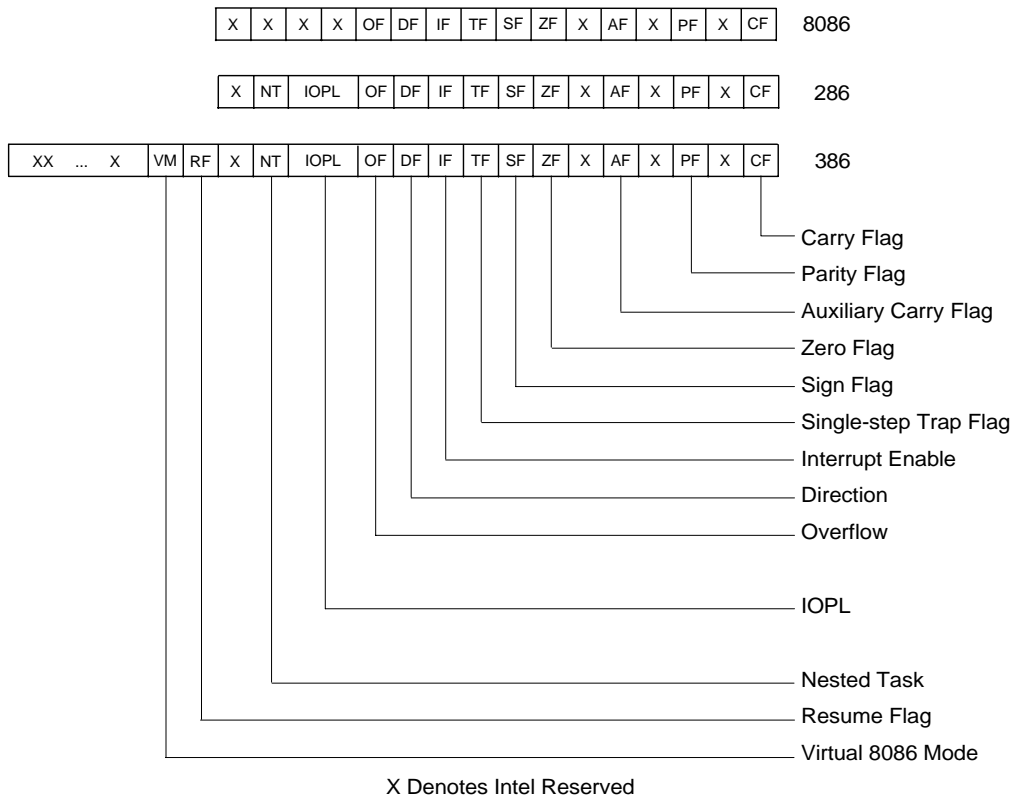 X X X X OF DF IF TF SF ZF X AF X PF X CF 8086
X NT IOPL OF DF IF TF SF ZF X AF X PF X CF 286
XX ... X VM RF X NT IOPL OF DF IF TF SF ZF X AF X PF X CF 386
Carry Flag
Parity Flag
Auxiliary Carry Flag
Zero Flag
Sign Flag
Single-step Trap Flag
Interrupt Enable
Direction
Overflow
IOPL
Nested Task
Resume Flag
Virtual 8086 Mode
X Denotes Intel Reserved